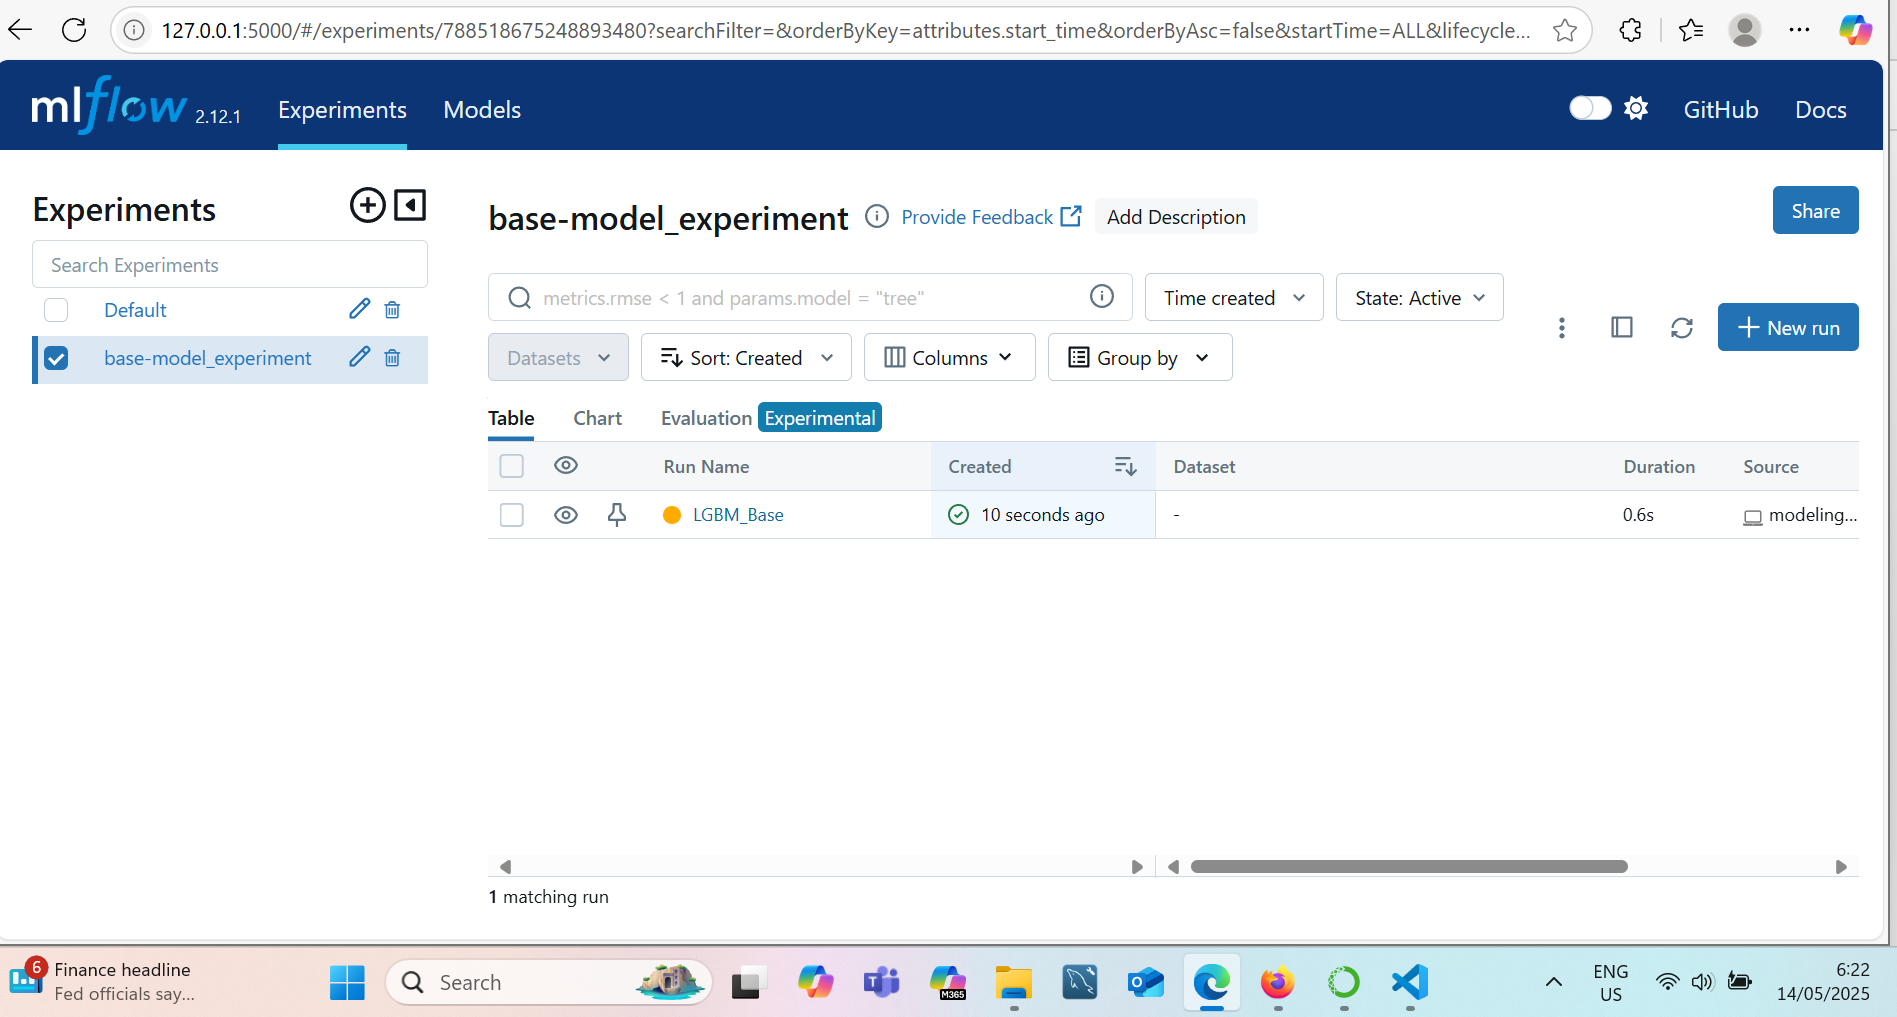 127.0.0.1:5000/#/experiments/788518675248893480?searchFilter=&orderByKey=attributes.start_time&orderByAsc=false&startTime=ALL&lifecycle...
mlflow 2.12.1 Experiments Models GitHub Docs
Experiments
Search Experiments
Default
base-model_experiment
base-model_experiment Provide Feedback Add Description Share
metrics.rmse < 1 and params.model = "tree" Time created State: Active
New run
Datasets Sort: Created Columns Group by
Table Chart Evaluation Experimental
Run Name Created Dataset Duration Source
LGBM_Base 10 seconds ago - 0.6s modeling...
1 matching run
6 Finance headline
Fed officials say...
Search
M365
ENG
US
6:22
14/05/2025